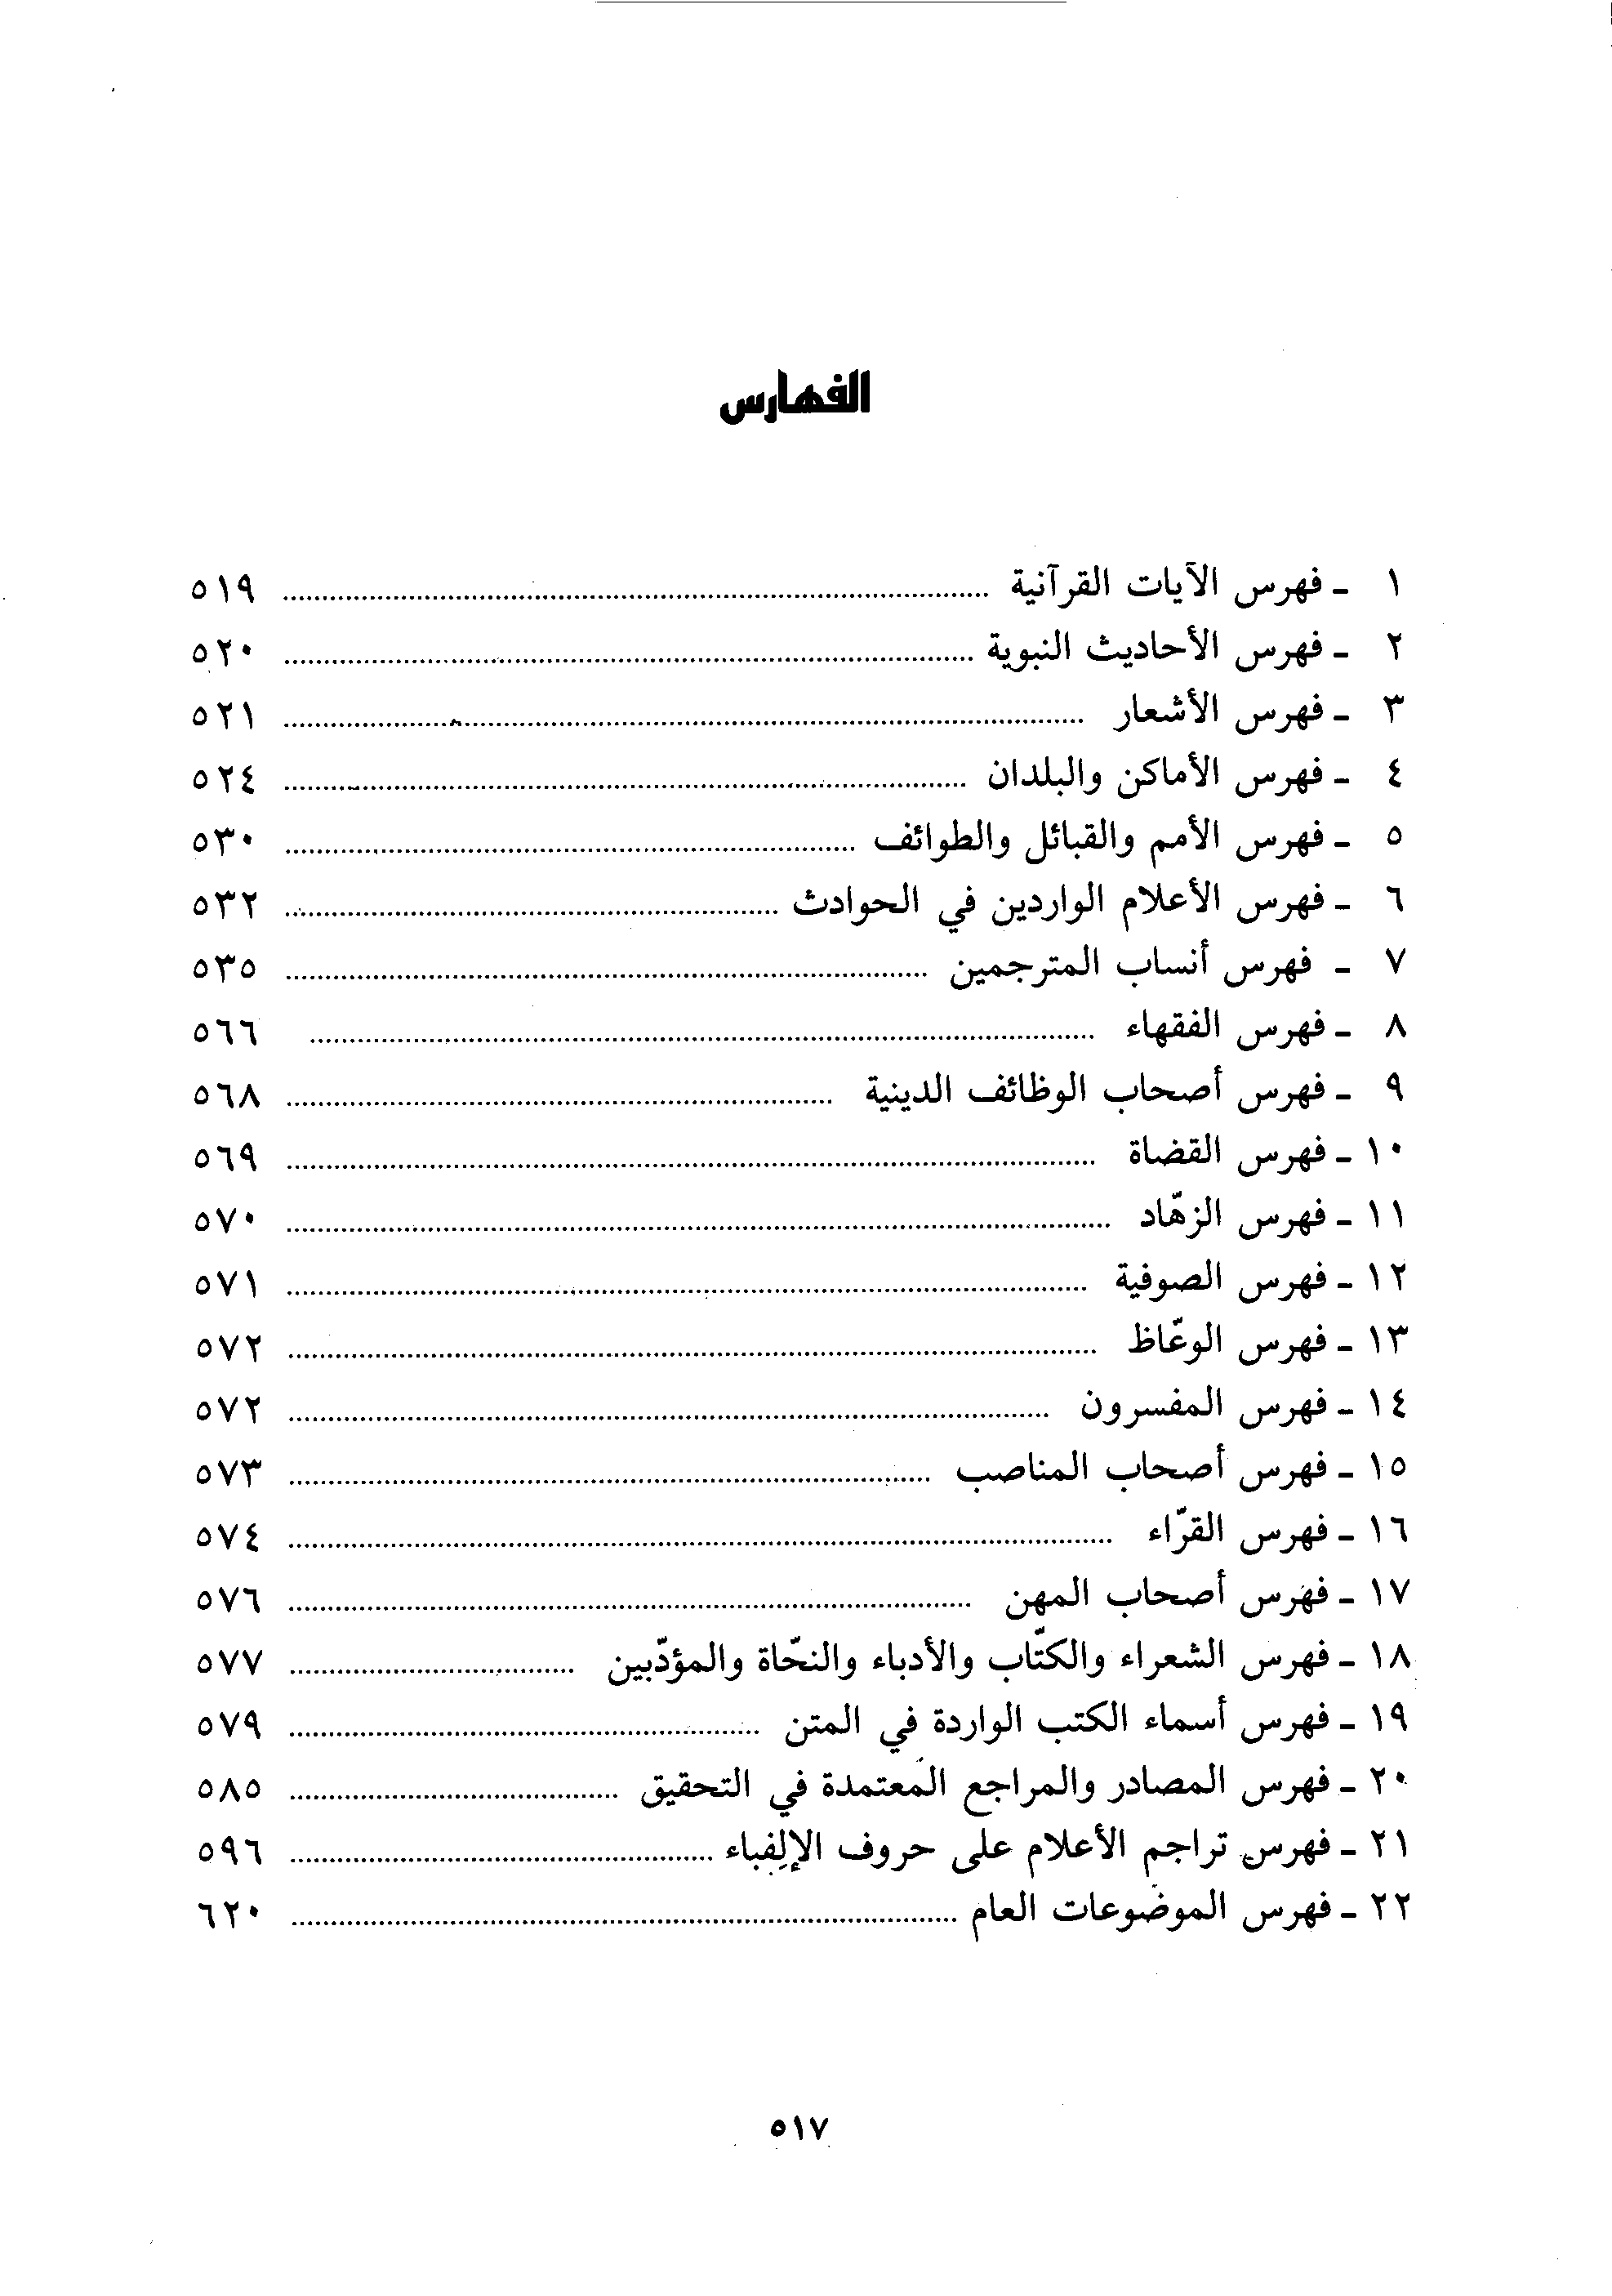 الفهارس
١ - فهرس الآيات القرآنية ........ ٥١٩
٢ - فهرس الأحاديث النبوية ........ ٥٢٠
٣ - فهرس الأشعار ........ ٥٢١
٤ - فهرس الأماكن والبلدان ........ ٥٢٤
٥ - فهرس الأمم والقبائل والطوائف ........ ٥٣٠
٦ - فهرس الأعلام الواردين في الحوادث ........ ٥٣٢
٧ - فهرس أنساب المترجمين ........ ٥٣٥
٨ - فهرس الفقهاء ........ ٥٦٦
٩ - فهرس أصحاب الوظائف الدينية ........ ٥٦٨
١٠ - فهرس القضاة ........ ٥٦٩
١١ - فهرس الزهّاد ........ ٥٧٠
١٢ - فهرس الصوفية ........ ٥٧١
١٣ - فهرس الوعّاظ ........ ٥٧٢
١٤ - فهرس المفسرون ........ ٥٧٢
١٥ - فهرس أصحاب المناصب ........ ٥٧٣
١٦ - فهرس القرّاء ........ ٥٧٤
١٧ - فهرس أصحاب المهن ........ ٥٧٦
١٨ - فهرس الشعراء والكتّاب والأدباء والنحّاة والمؤدّبين ........ ٥٧٧
١٩ - فهرس أسماء الكتب الواردة في المتن ........ ٥٧٩
٢٠ - فهرس المصادر والمراجع المعتمدة في التحقيق ........ ٥٨٥
٢١ - فهرس تراجم الأعلام على حروف الإلِفباء ........ ٥٩٦
٢٢ - فهرس الموضوعات العام ........ ٦٢٠
٥١٧